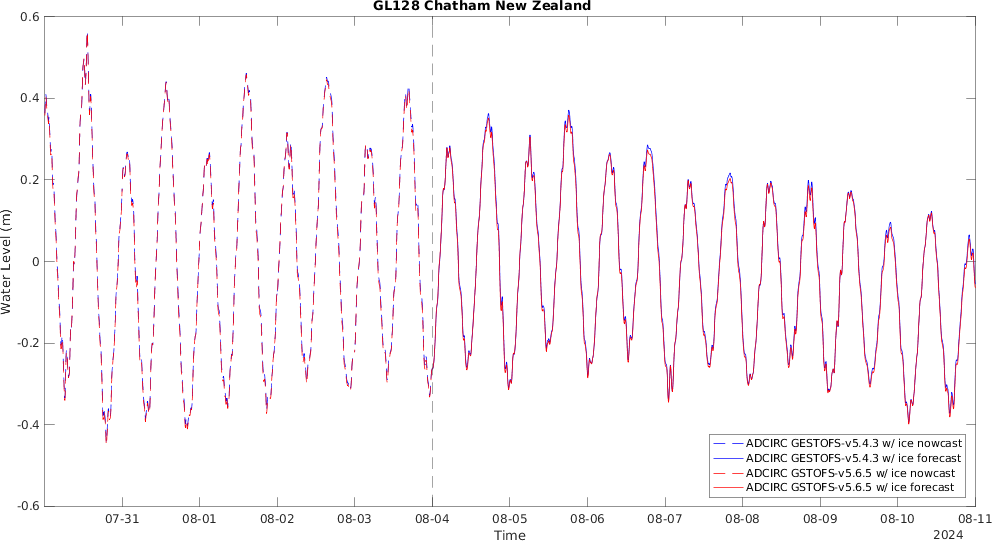 GL128 Chatham New Zealand
0.6
0.4
0.2
0
-0.2
-0.4
-0.6
Water Level (m)
ADCIRC GESTOFS-v5.4.3 w/ ice nowcast
ADCIRC GESTOFS-v5.4.3 w/ ice forecast
ADCIRC GSTOFS-v5.6.5 w/ ice nowcast
ADCIRC GSTOFS-v5.6.5 w/ ice forecast
07-31 08-01 08-02 08-03 08-04 08-05 08-06 08-07 08-08 08-09 08-10 08-11
Time
2024